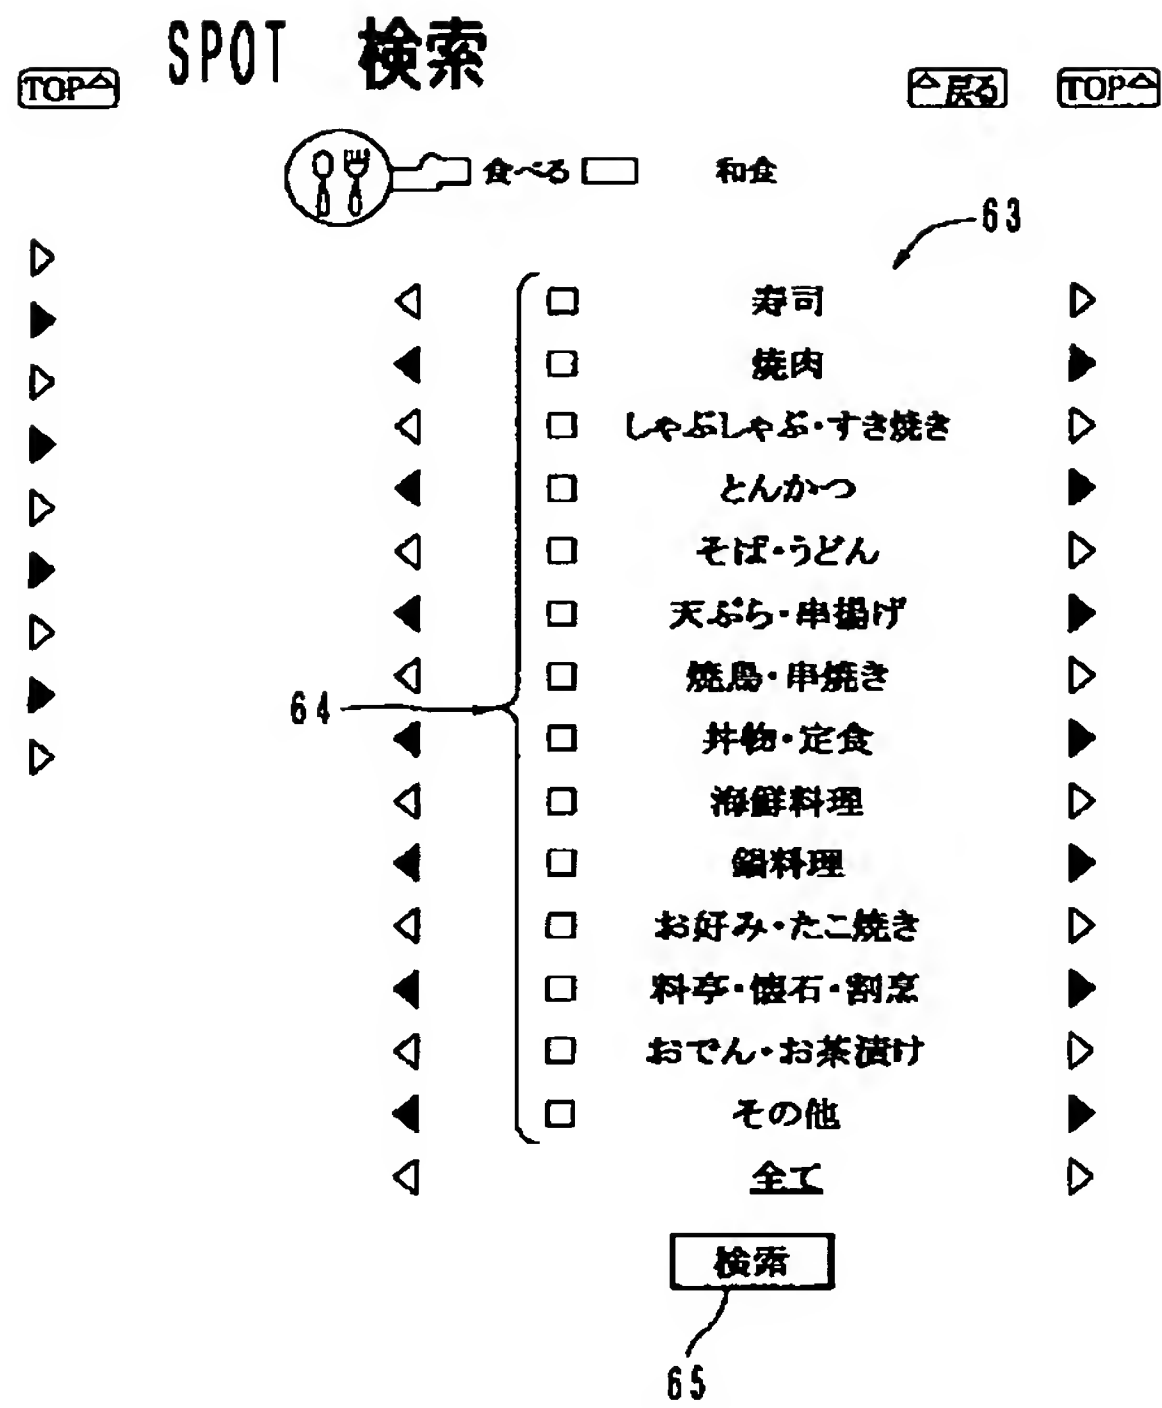 SPOT 検索
TOP 戻る TOP
食べる 和食
63
寿司
焼肉
しゃぶしゃぶ・すき焼き
とんかつ
そば・うどん
天ぷら・串揚げ
焼鳥・串焼き
64
丼物・定食
海鮮料理
鍋料理
お好み・たこ焼き
料亭・懐石・割烹
おでん・お茶漬け
その他
全て
検索
65